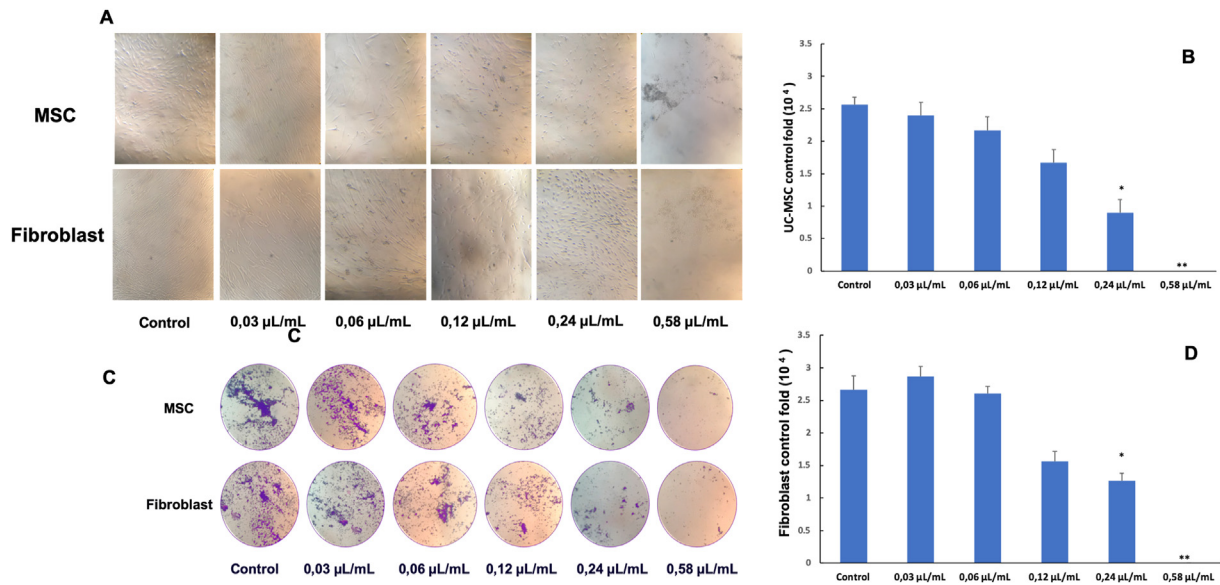 A
MSC
Fibroblast
Control 0,03 µL/mL 0,06 µL/mL 0,12 µL/mL 0,24 µL/mL 0,58 µL/mL
C
C
MSC
Fibroblast
Control 0,03 µL/mL 0,06 µL/mL 0,12 µL/mL 0,24 µL/mL 0,58 µL/mL
B
UC-MSC control fold (10 ⁴)
3.5
3
2.5
2
1.5
1
0.5
0
*
**
Control 0,03 µL/mL 0,06 µL/mL 0,12 µL/mL 0,24 µL/mL 0,58 µL/mL
D
Fibroblast control fold (10 ⁴)
3.5
3
2.5
2
1.5
1
0.5
0
*
**
Control 0,03 µL/mL 0,06 µL/mL 0,12 µL/mL 0,24 µL/mL 0,58 µL/mL